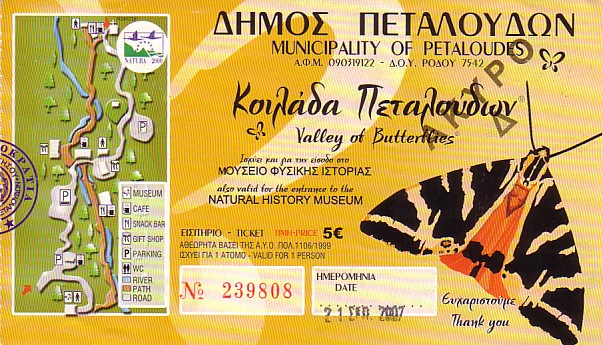 ΔΗΜΟΣ ΠΕΤΑΛΟΥΔΩΝ
MUNICIPALITY OF PETALOUDES
Α.Φ.Μ. 090319122 - Δ.Ο.Υ. ΡΟΔΟΥ 7542
NATURA 2000
Κοιλάδα Πεταλουδων
Valley of Butterflies
Ισχύει και για την είσοδο στο
ΜΟΥΣΕΙΟ ΦΥΣΙΚΗΣ ΙΣΤΟΡΙΑΣ
also valid for the entrance to the
NATURAL HISTORY MUSEUM
ΕΙΣΙΤΗΡΙΟ - TICKET ΤΙΜΗ-PRICE 5€
ΑΘΕΩΡΗΤΑ ΒΑΣΕΙ ΤΗΣ Α.Υ.Ο. ΠΟΛ.1106/1999
ΙΣΧΥΕΙ ΓΙΑ 1 ΑΤΟΜΟ - VALID FOR 1 PERSON
№ 239808
ΗΜΕΡΟΜΗΝΙΑ
DATE
2007
Ευχαριστούμε
Thank you
P
P
MUSEUM
CAFE
SNACK BAR
GIFT SHOP
P PARKING
WC
RIVER
PATH
ROAD